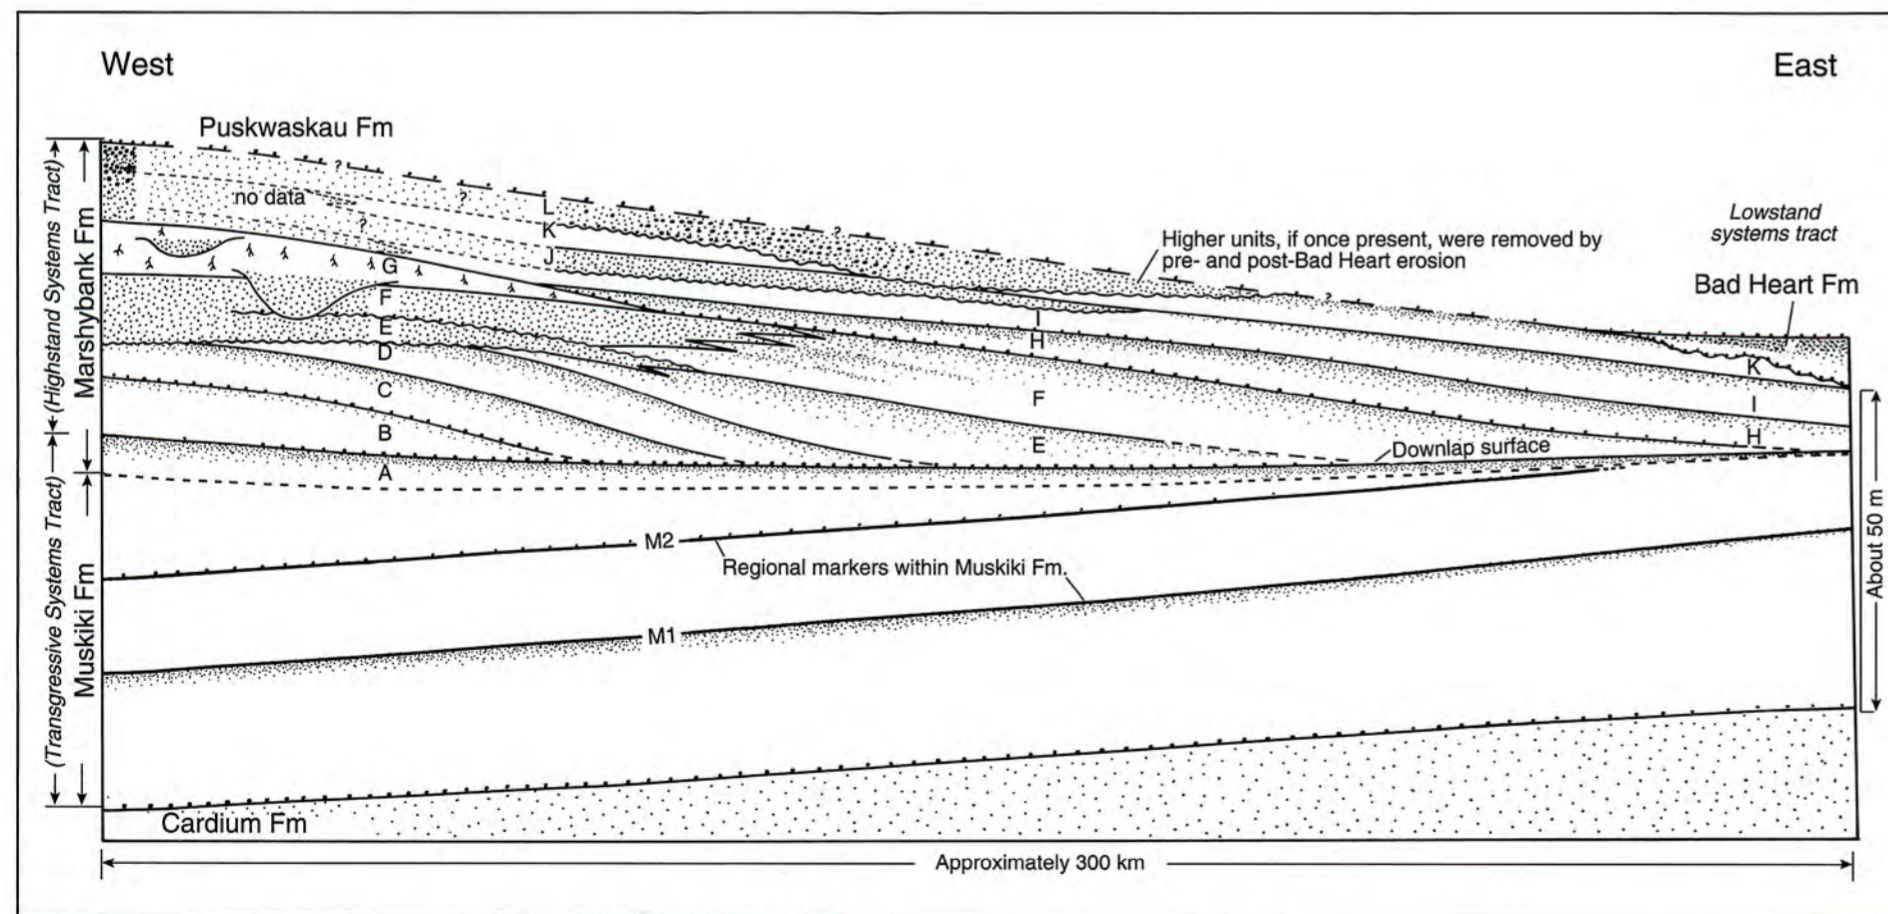 West
East
Puskwaskau Fm
(Highstand Systems Tract)
Marshybank Fm
(Transgressive Systems Tract)
Muskiki Fm
no data
?
?
?
?
?
L
K
J
G
F
E
D
C
B
A
I
H
F
E
Higher units, if once present, were removed by
pre- and post-Bad Heart erosion
Lowstand
systems tract
Bad Heart Fm
K
I
H
Downlap surface
M2
Regional markers within Muskiki Fm.
M1
About 50 m
Cardium Fm
Approximately 300 km